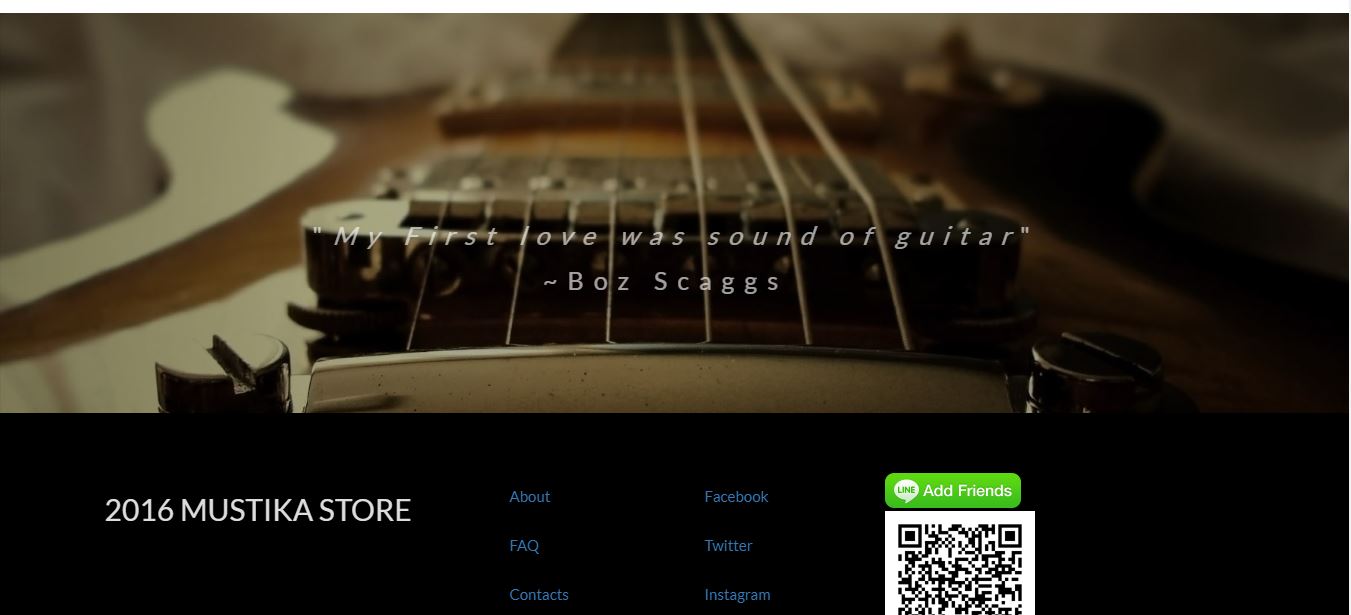 " My First love was sound of guitar"
~Boz Scaggs
2016 MUSTIKA STORE
About
FAQ
Contacts
Facebook
Twitter
Instagram
LINE Add Friends